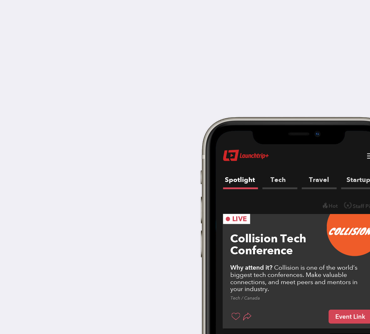 Launchtrip
Spotlight Tech Travel Startup
Hot Staff
LIVE
COLLISION
Collision Tech
Conference
Why attend it? Collision is one of the world's
biggest tech conferences. Make valuable
connections, and meet peers and mentors in
your industry.
Tech / Canada
Event Link